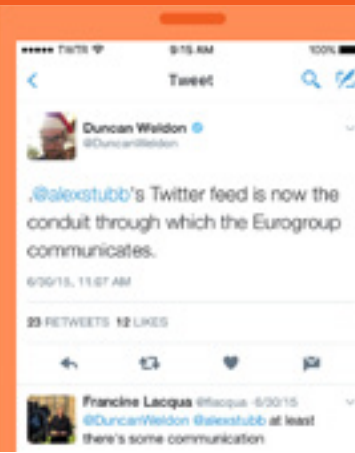 TWTR 9:15 AM 100%
Tweet
Duncan Weldon
@DuncanWeldon
.@alexstubb's Twitter feed is now the
conduit through which the Eurogroup
communicates.
6/30/15, 11:07 AM
23 RETWEETS 12 LIKES
Francine Lacqua @flacqua · 6/30/15
@DuncanWeldon @alexstubb at least
there's some communication